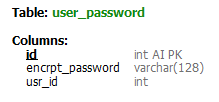 Table: user_password
Columns:
id int AI PK
encrpt_password varchar(128)
usr_id int